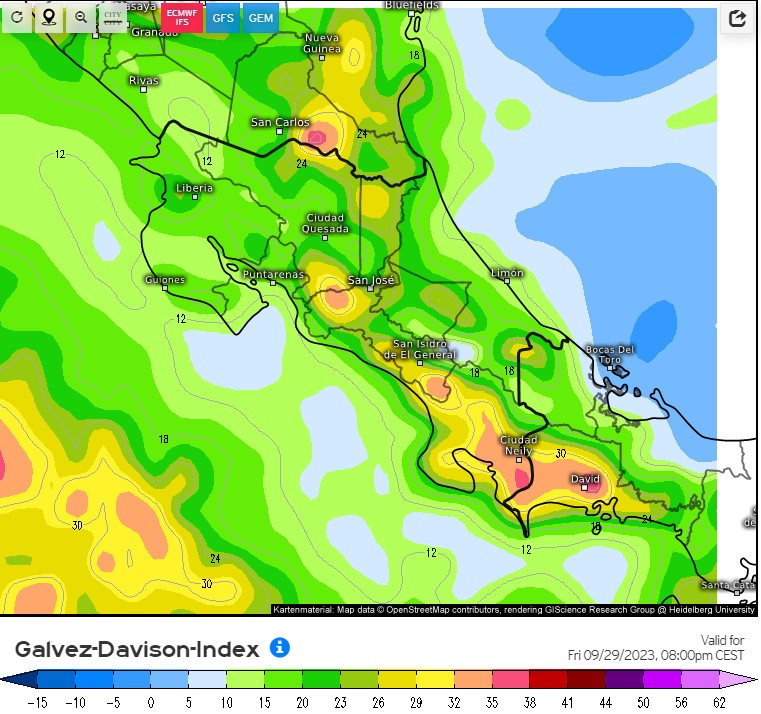 asaya
Granada
CITY
ECMWF
IFS
GFS
GEM
Bluefields
Nueva
Guinea
18
Rivas
San Carlos
24
12
12
24
Liberia
Ciudad
Quesada
Guiones
Puntarenas
San José
Limón
12
San Isidro
de El General
18
18
Bocas Del
Toro
18
Ciudad
Neily
30
David
30
24
18
12
12
24
30
Santa Cata
Kartenmaterial: Map data © OpenStreetMap contributors, rendering GIScience Research Group @ Heidelberg University
Galvez-Davison-Index
Valid for
Fri 09/29/2023, 08:00pm CEST
-15 -10 -5 0 5 10 15 20 23 26 29 32 35 38 41 44 50 56 62